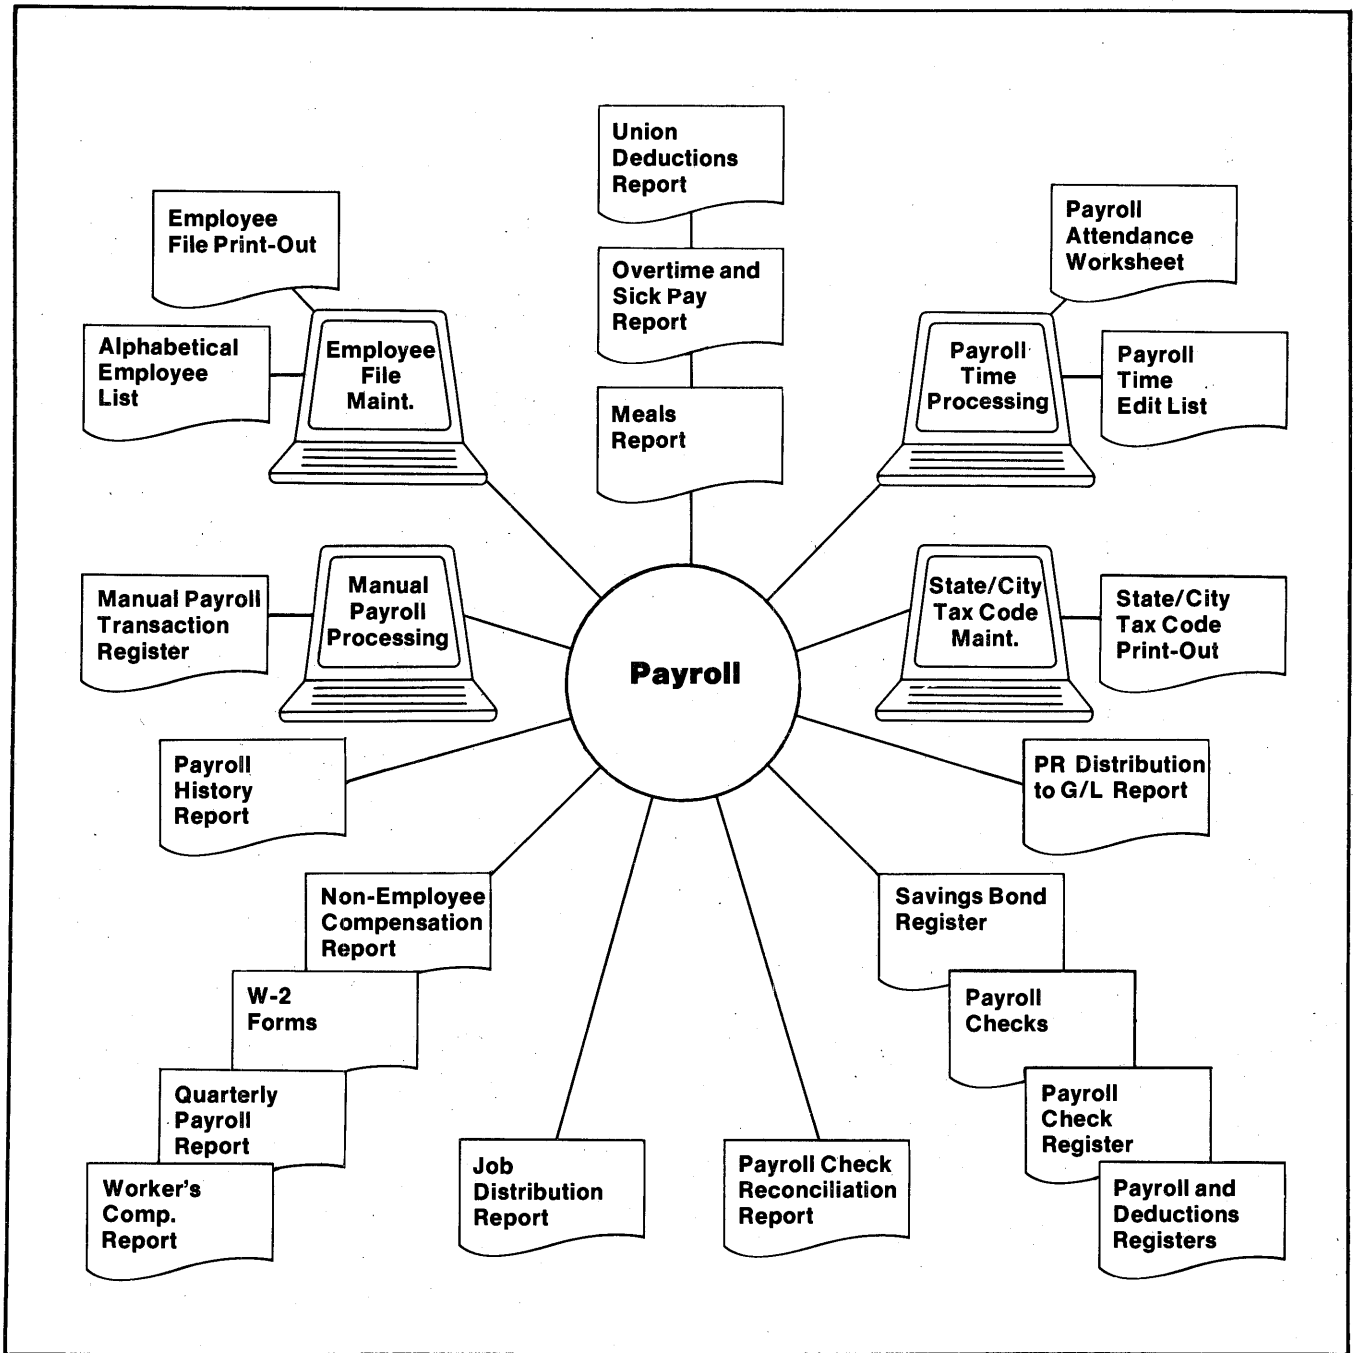 Union
Deductions
Report
Employee
File Print-Out
Payroll
Attendance
Worksheet
Overtime and
Sick Pay
Report
Alphabetical
Employee
List
Employee
File
Maint.
Payroll
Time
Processing
Payroll
Time
Edit List
Meals
Report
Manual Payroll
Transaction
Register
Manual
Payroll
Processing
State/City
Tax Code
Maint.
State/City
Tax Code
Print-Out
Payroll
Payroll
History
Report
PR Distribution
to G/L Report
Non-Employee
Compensation
Report
Savings Bond
Register
W-2
Forms
Payroll
Checks
Quarterly
Payroll
Report
Payroll
Check
Register
Worker's
Comp.
Report
Job
Distribution
Report
Payroll Check
Reconciliation
Report
Payroll and
Deductions
Registers